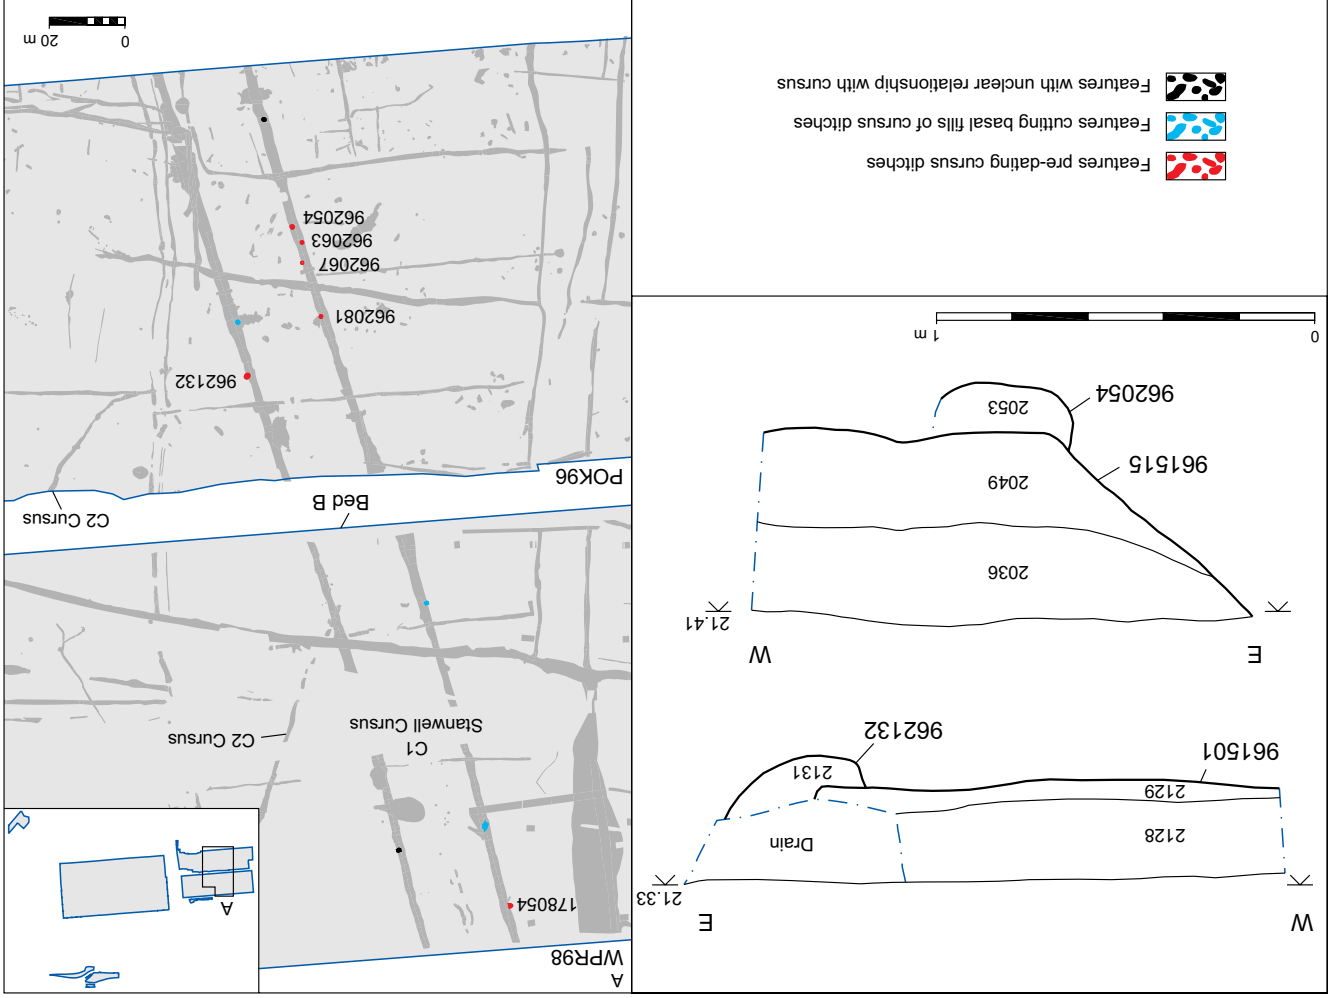 A
WPR98
178054
A
C1
Stanwell Cursus
C2 Cursus
Bed B
C2 Cursus
POK96
962132
962081
962067
962063
962054
0
20 m
W
E
21.33
2128
Drain
2129
2131
961501
962132
E
W
21.41
2036
2049
961515
2053
962054
0
1 m
Features pre-dating cursus ditches
Features cutting basal fills of cursus ditches
Features with unclear relationship with cursus